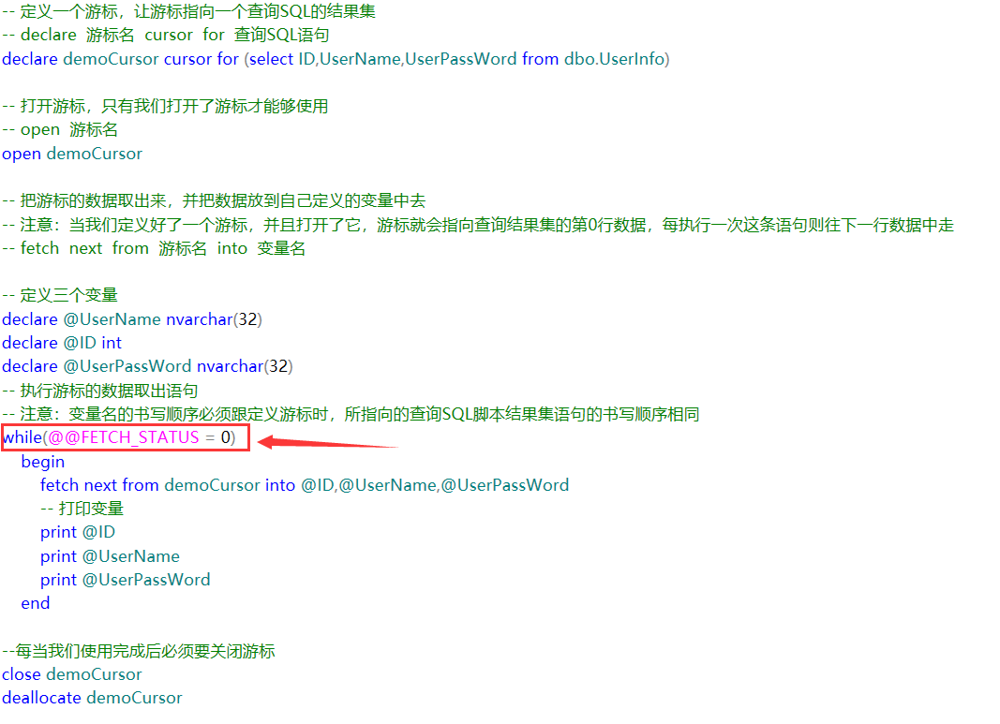 -- 定义一个游标，让游标指向一个查询SQL的结果集
-- declare 游标名 cursor for 查询SQL语句
declare demoCursor cursor for (select ID,UserName,UserPassWord from dbo.UserInfo)
-- 打开游标，只有我们打开了游标才能够使用
-- open 游标名
open demoCursor
-- 把游标的数据取出来，并把数据放到自己定义的变量中去
-- 注意：当我们定义好了一个游标，并且打开了它，游标就会指向查询结果集的第0行数据，每执行一次这条语句则往下一行数据中走
-- fetch next from 游标名 into 变量名
-- 定义三个变量
declare @UserName nvarchar(32)
declare @ID int
declare @UserPassWord nvarchar(32)
-- 执行游标的数据取出语句
-- 注意：变量名的书写顺序必须跟定义游标时，所指向的查询SQL脚本结果集语句的书写顺序相同
while(@@FETCH_STATUS = 0)
begin
fetch next from demoCursor into @ID,@UserName,@UserPassWord
-- 打印变量
print @ID
print @UserName
print @UserPassWord
end
--每当我们使用完成后必须要关闭游标
close demoCursor
deallocate demoCursor